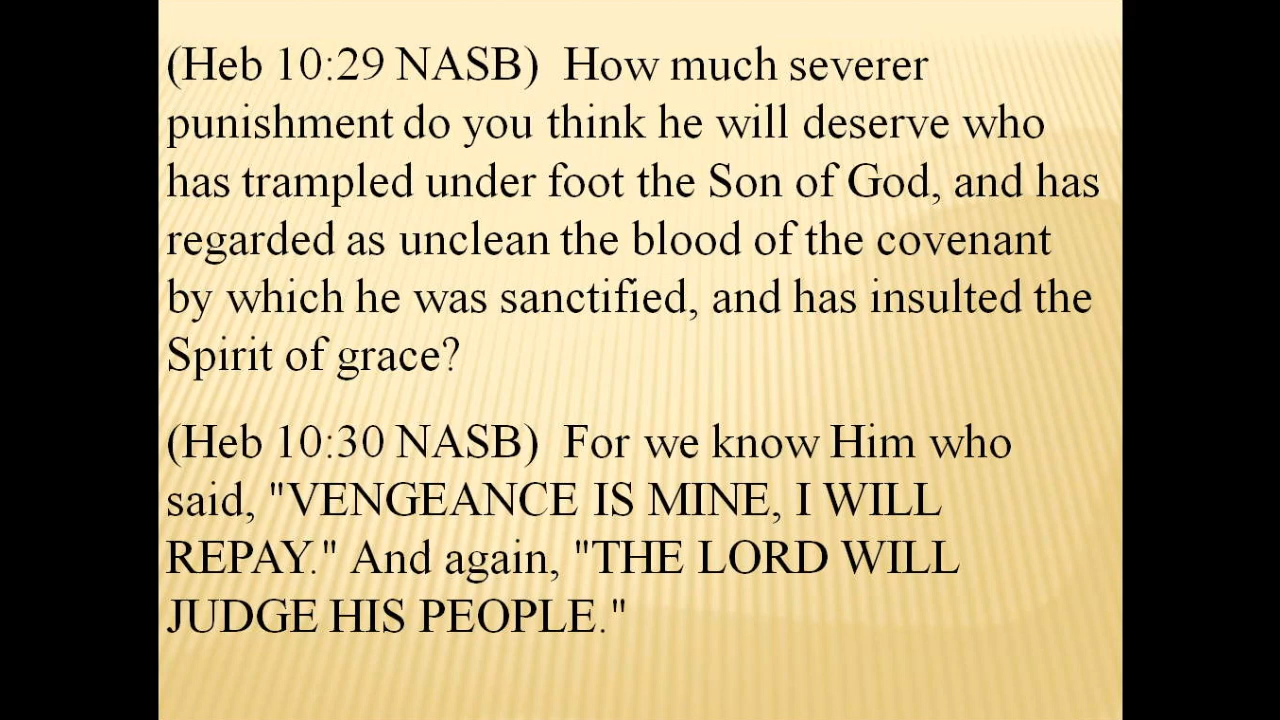 (Heb 10:29 NASB)  How much severer
punishment do you think he will deserve who
has trampled under foot the Son of God, and has
regarded as unclean the blood of the covenant
by which he was sanctified, and has insulted the
Spirit of grace?
(Heb 10:30 NASB)  For we know Him who
said, "VENGEANCE IS MINE, I WILL
REPAY." And again, "THE LORD WILL
JUDGE HIS PEOPLE."